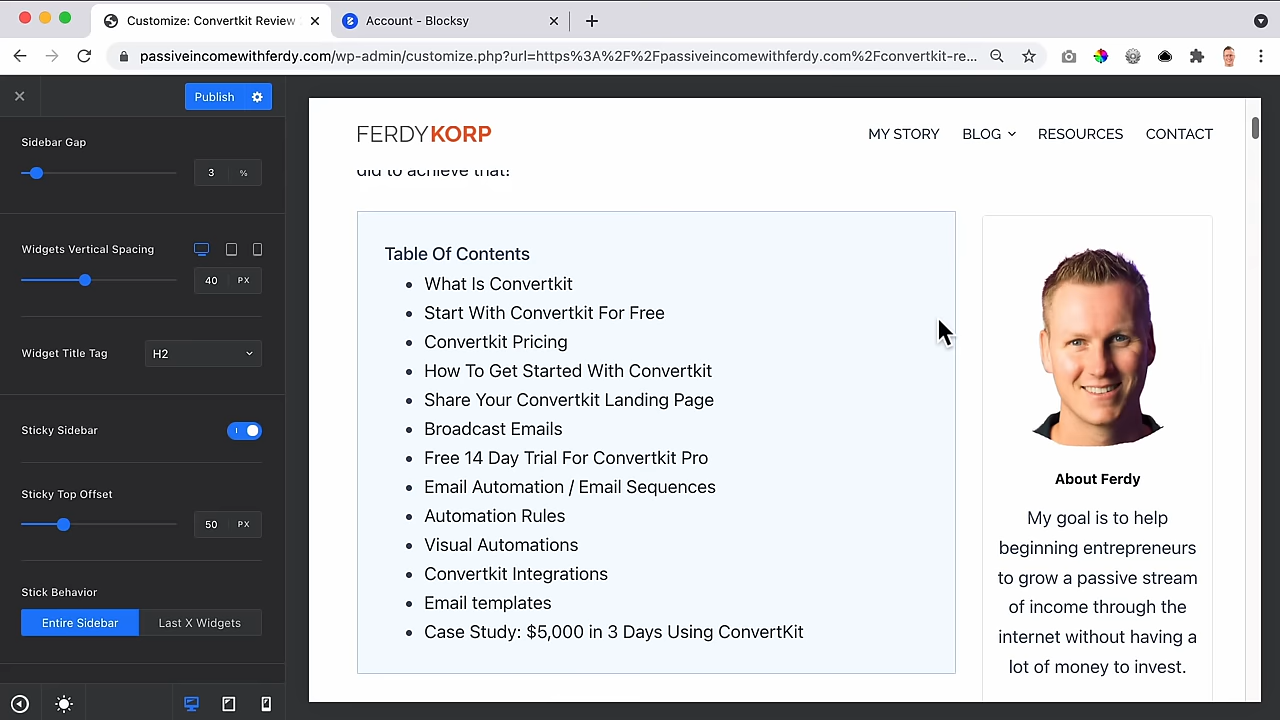 Customize: Convertkit Review
Account - Blocksy
passiveincomewithferdy.com/wp-admin/customize.php?url=https%3A%2F%2Fpassiveincomewithferdy.com%2Fconvertkit-re...
Publish
Sidebar Gap
3 %
Widgets Vertical Spacing
40 PX
Widget Title Tag
H2
Sticky Sidebar
Sticky Top Offset
50 PX
Stick Behavior
Entire Sidebar
Last X Widgets
FERDYKORP
MY STORY
BLOG
RESOURCES
CONTACT
did to achieve that!
Table Of Contents
What Is Convertkit
Start With Convertkit For Free
Convertkit Pricing
How To Get Started With Convertkit
Share Your Convertkit Landing Page
Broadcast Emails
Free 14 Day Trial For Convertkit Pro
Email Automation / Email Sequences
Automation Rules
Visual Automations
Convertkit Integrations
Email templates
Case Study: $5,000 in 3 Days Using ConvertKit
About Ferdy
My goal is to help
beginning entrepreneurs
to grow a passive stream
of income through the
internet without having a
lot of money to invest.